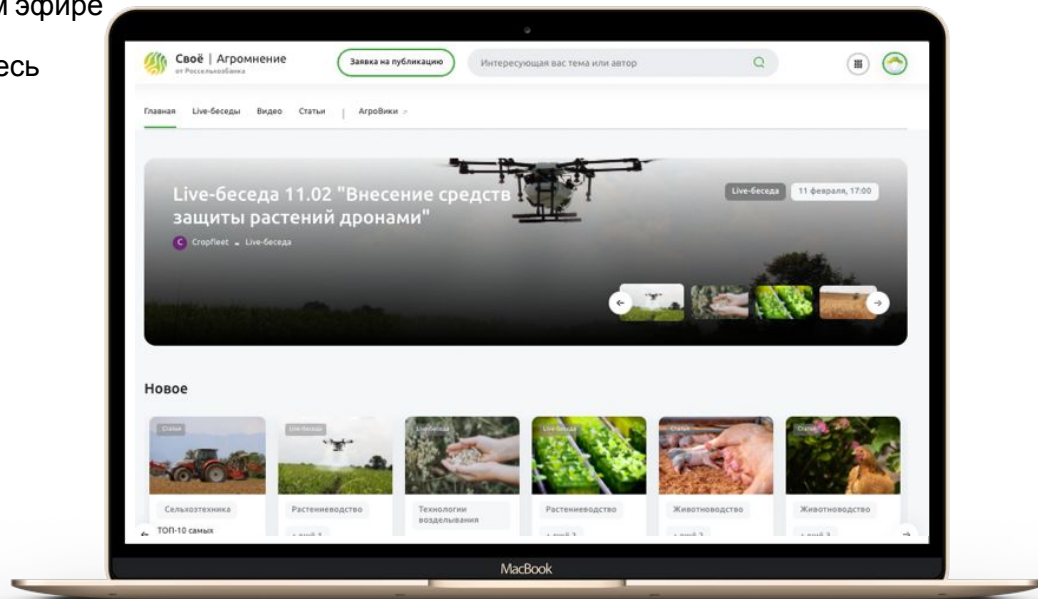 м эфире
есь
Своё | Агромнение
от Россельхозбанка
Заявка на публикацию
Интересующая вас тема или автор
Главная Live-беседы Видео Статьи | АгроВики
Live-беседа 11.02 "Внесение средств
защиты растений дронами"
Live-беседа 11 февраля, 17:00
C Cropfleet Live-беседа
Новое
Статья Live-беседа Live-беседа Live-беседа Статья Статья
Сельхозтехника Растениеводство Технологии возделывания Растениеводство Животноводство Животноводство
ТОП-10 самых
MacBook